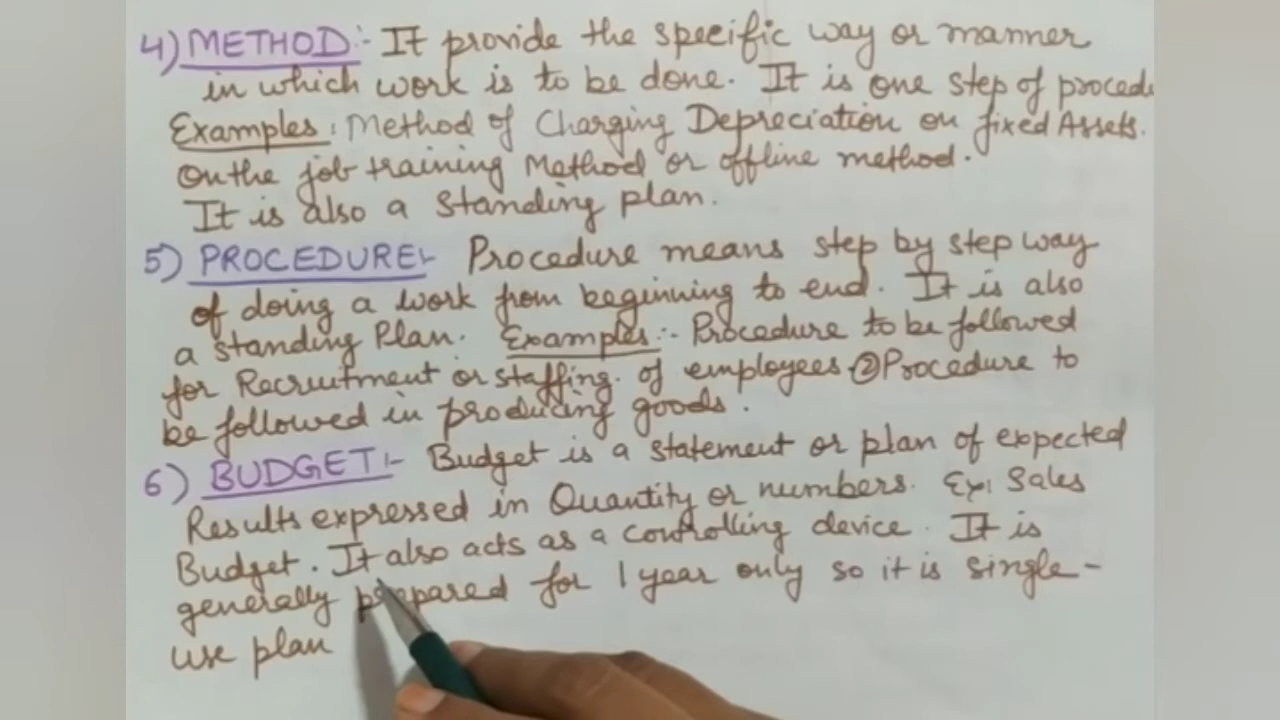 4) METHOD:- It provide the specific way or manner
in which work is to be done. It is one step of procedu
Examples: Method of Charging Depreciation on fixed Assets.
On the job training Method or offline method.
It is also a Standing plan.
5) PROCEDURE:- Procedure means step by step way
of doing a work from beginning to end. It is also
a standing Plan. Examples:- Procedure to be followed
for Recruitment or staffing. of employees ② Procedure to
be followed in producing goods.
6) BUDGET:- Budget is a statement or plan of expected
Results expressed in Quantity or numbers. Ex: Sales
Budget. It also acts as a controlling device. It is
generally prepared for 1 year only so it is single-
use plan